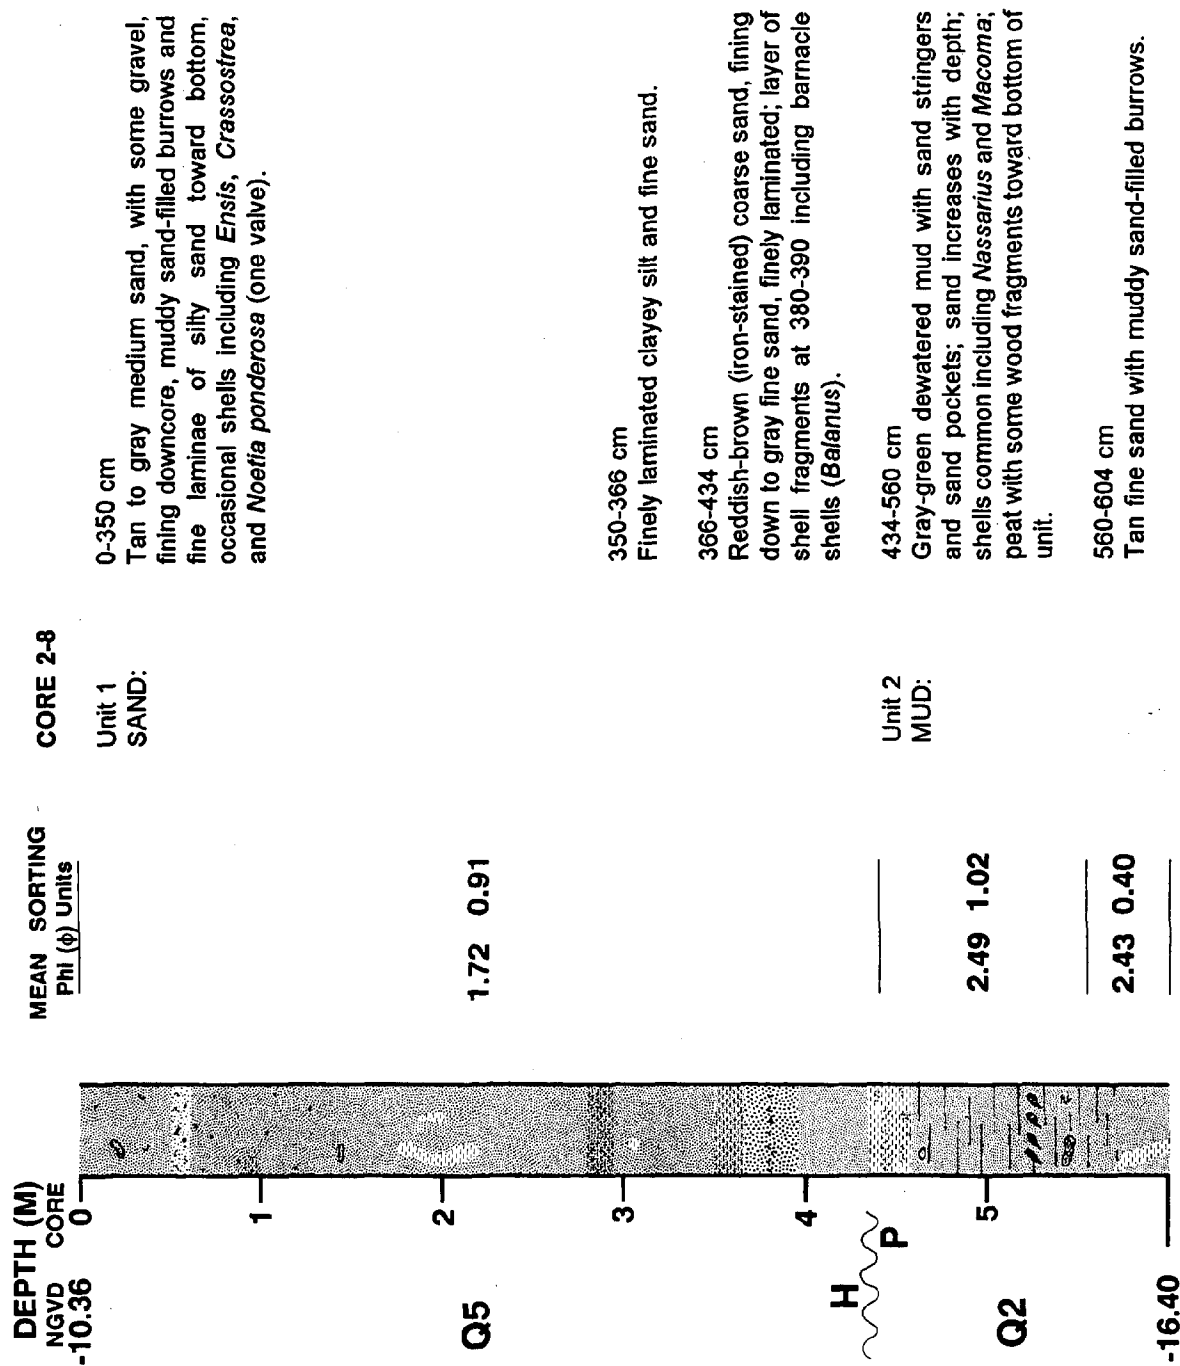 DEPTH (M)
NGVD CORE
-10.36 0
1
2
3
4
5
-16.40
Q5
H
P
Q2
MEAN SORTING
Phi (ϕ) Units
1.72 0.91
2.49 1.02
2.43 0.40
CORE 2-8
Unit 1
SAND:
0-350 cm
Tan to gray medium sand, with some gravel,
fining downcore, muddy sand-filled burrows and
fine laminae of silty sand toward bottom,
occasional shells including Ensis, Crassostrea,
and Noetia ponderosa (one valve).
350-366 cm
Finely laminated clayey silt and fine sand.
366-434 cm
Reddish-brown (iron-stained) coarse sand, fining
down to gray fine sand, finely laminated; layer of
shell fragments at 380-390 including barnacle
shells (Balanus).
Unit 2
MUD:
434-560 cm
Gray-green dewatered mud with sand stringers
and sand pockets; sand increases with depth;
shells common including Nassarius and Macoma;
peat with some wood fragments toward bottom of
unit.
560-604 cm
Tan fine sand with muddy sand-filled burrows.